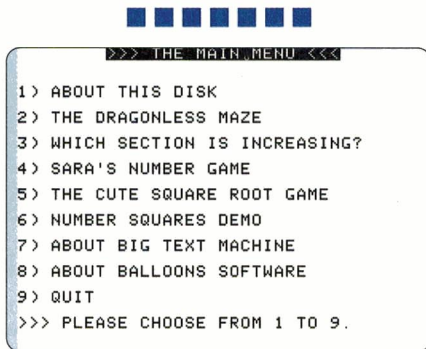 >>> THE MAIN MENU <<<
1) ABOUT THIS DISK
2) THE DRAGONLESS MAZE
3) WHICH SECTION IS INCREASING?
4) SARA'S NUMBER GAME
5) THE CUTE SQUARE ROOT GAME
6) NUMBER SQUARES DEMO
7) ABOUT BIG TEXT MACHINE
8) ABOUT BALLOONS SOFTWARE
9) QUIT
>>> PLEASE CHOOSE FROM 1 TO 9.